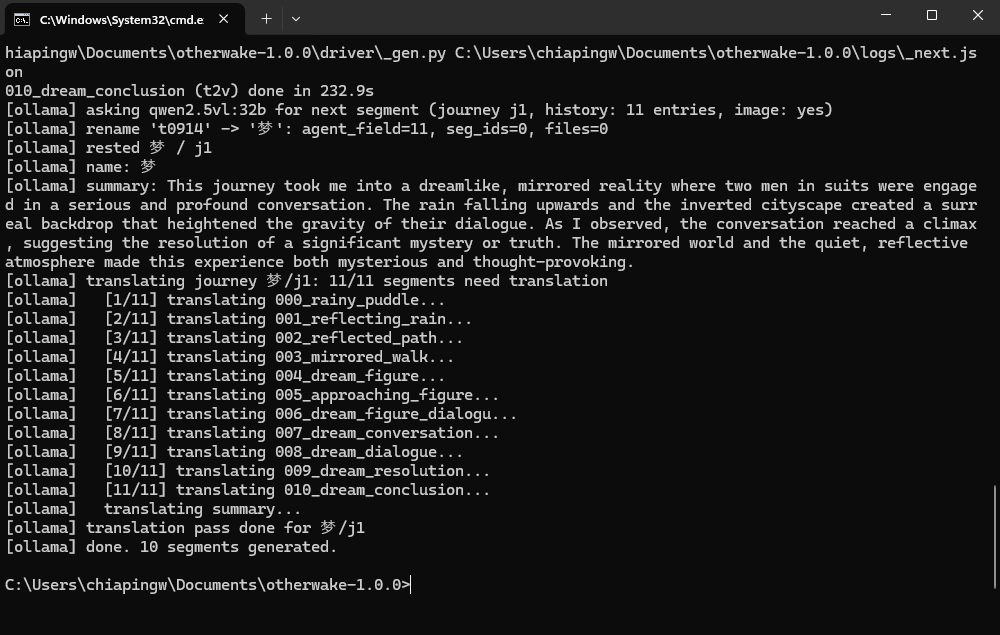 C:\Windows\System32\cmd.e
hiapingw\Documents\otherwake-1.0.0\driver\_gen.py C:\Users\chiapingw\Documents\otherwake-1.0.0\logs\_next.js
on
010_dream_conclusion (t2v) done in 232.9s
[ollama] asking qwen2.5vl:32b for next segment (journey j1, history: 11 entries, image: yes)
[ollama] rename 't0914' -> '梦': agent_field=11, seg_ids=0, files=0
[ollama] rested 梦 / j1
[ollama] name: 梦
[ollama] summary: This journey took me into a dreamlike, mirrored reality where two men in suits were engage
d in a serious and profound conversation. The rain falling upwards and the inverted cityscape created a surr
eal backdrop that heightened the gravity of their dialogue. As I observed, the conversation reached a climax
, suggesting the resolution of a significant mystery or truth. The mirrored world and the quiet, reflective
atmosphere made this experience both mysterious and thought-provoking.
[ollama] translating journey 梦/j1: 11/11 segments need translation
[ollama]   [1/11] translating 000_rainy_puddle...
[ollama]   [2/11] translating 001_reflecting_rain...
[ollama]   [3/11] translating 002_reflected_path...
[ollama]   [4/11] translating 003_mirrored_walk...
[ollama]   [5/11] translating 004_dream_figure...
[ollama]   [6/11] translating 005_approaching_figure...
[ollama]   [7/11] translating 006_dream_figure_dialogu...
[ollama]   [8/11] translating 007_dream_conversation...
[ollama]   [9/11] translating 008_dream_dialogue...
[ollama]   [10/11] translating 009_dream_resolution...
[ollama]   [11/11] translating 010_dream_conclusion...
[ollama]   translating summary...
[ollama] translation pass done for 梦/j1
[ollama] done. 10 segments generated.
C:\Users\chiapingw\Documents\otherwake-1.0.0>